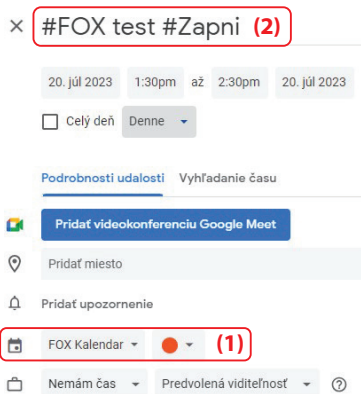 #FOX test #Zapni (2)
20. júl 2023 1:30pm až 2:30pm 20. júl 2023
Celý deň Denne
Podrobnosti udalosti Vyhľadanie času
Pridať videokonferenciu Google Meet
Pridať miesto
Pridať upozornenie
FOX Kalendar (1)
Nemám čas Predvolená viditeľnosť ?